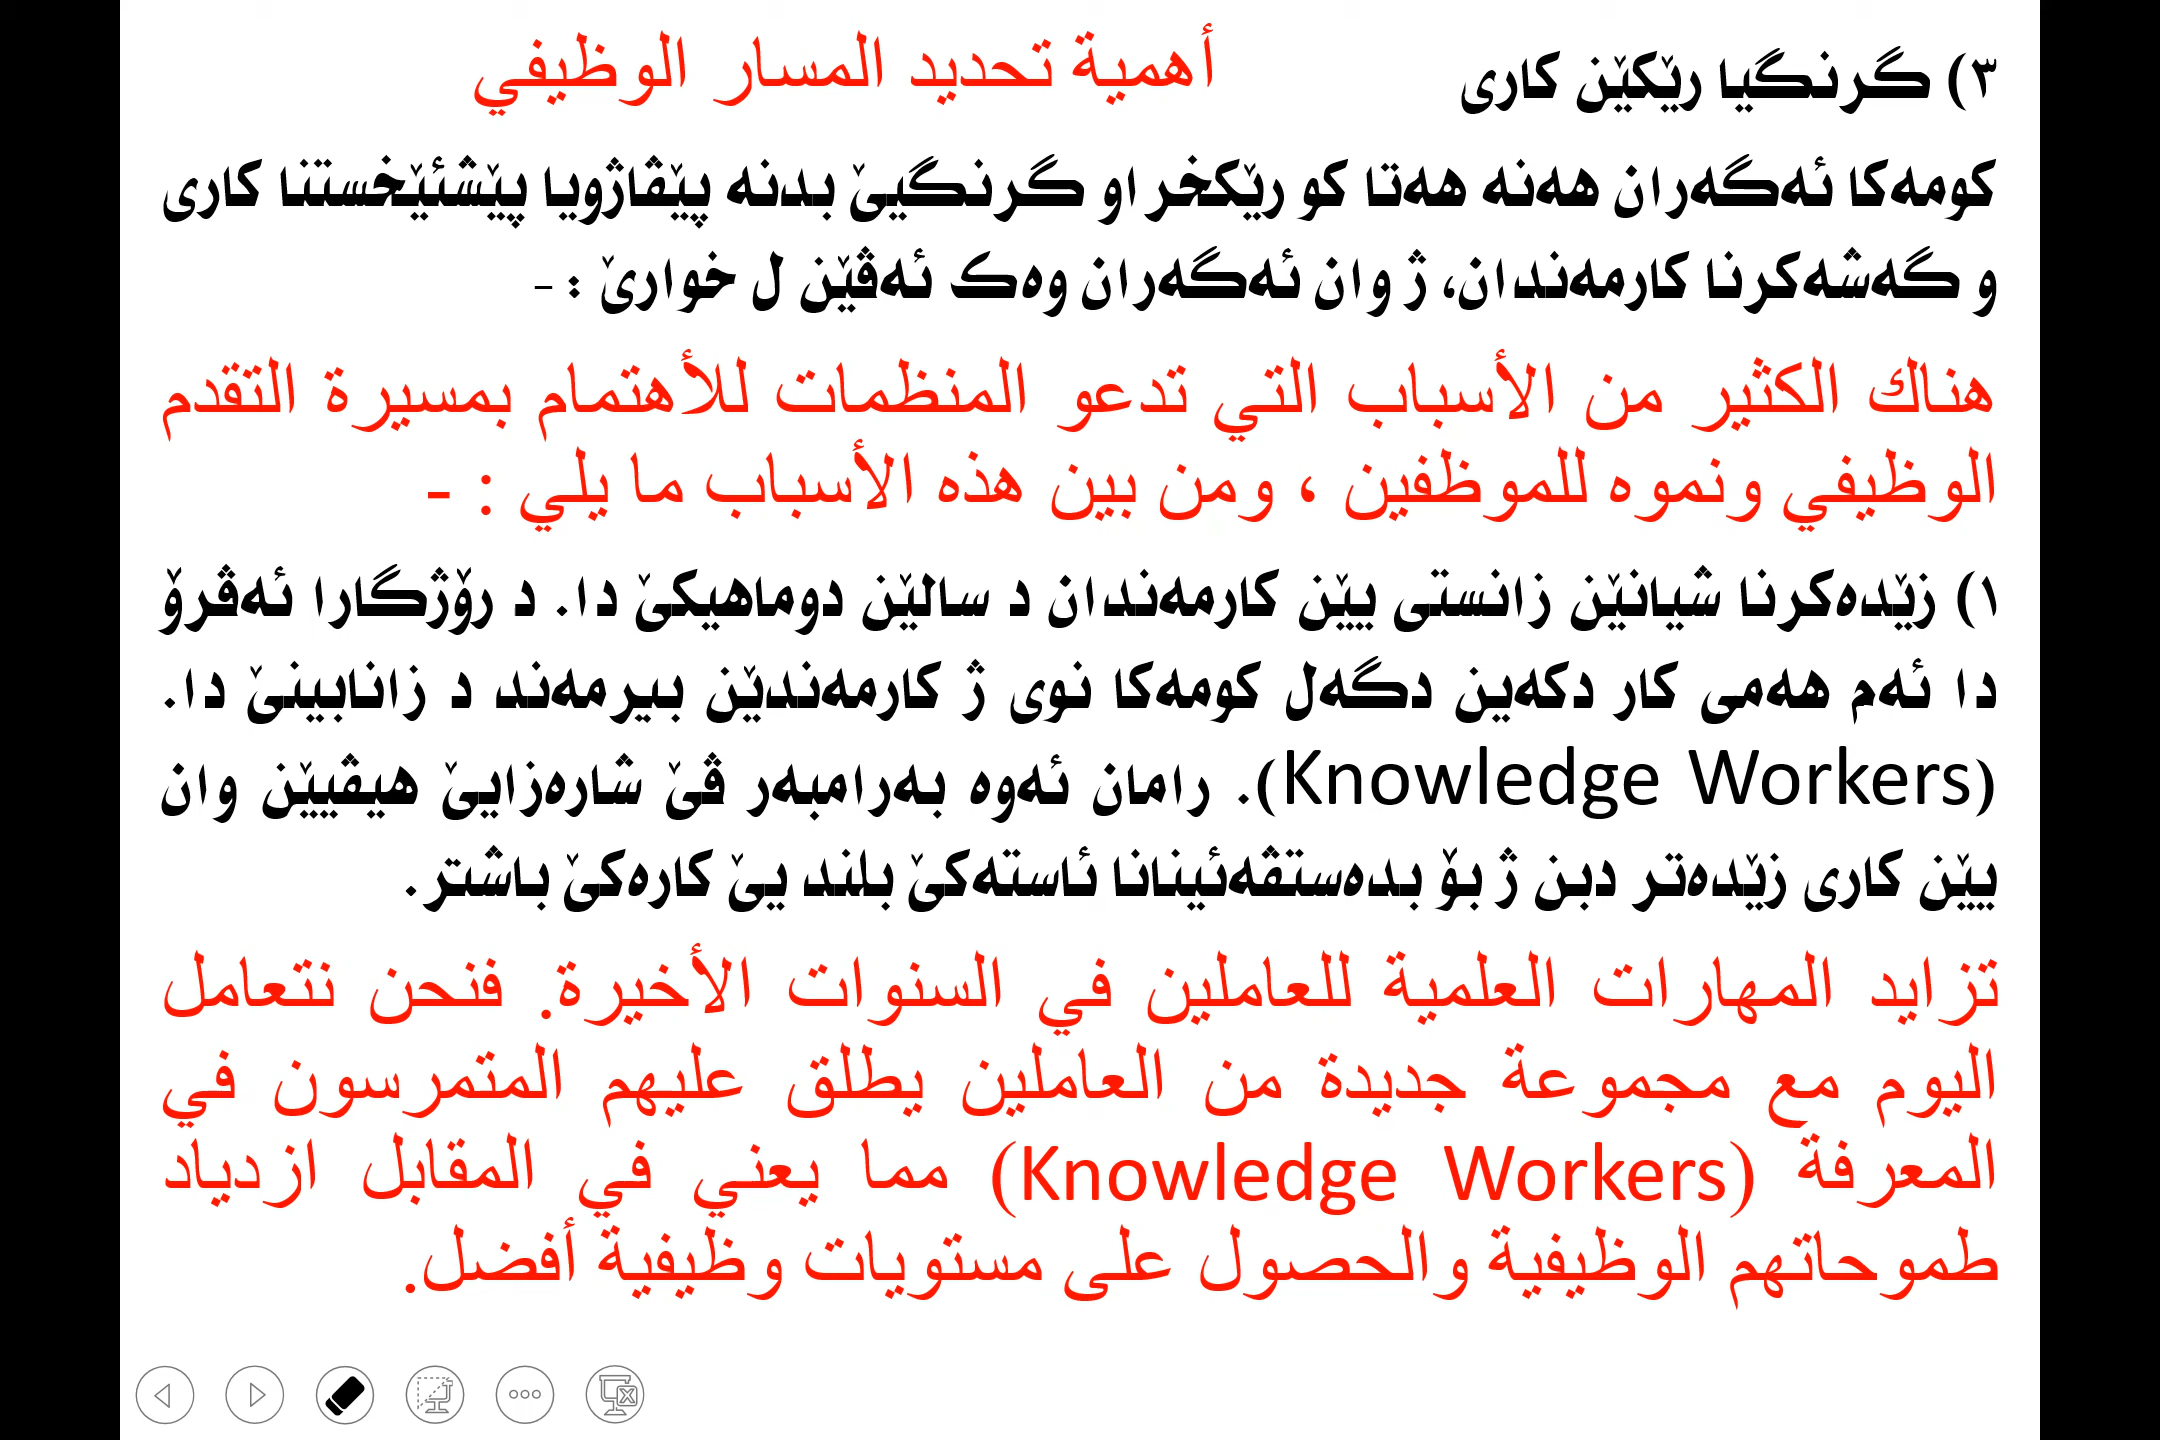 ٣) گرنگیا رێکێن کاری أهمية تحديد المسار الوظيفي
کومەکا ئەگەران هەنە هەتا کو رێکخراو گرنگیێ بدنە پێڤاژویا پێشئێخستنا کاری
و گەشەکرنا کارمەندان، ژ وان ئەگەران وەک ئەڤێن ل خوارێ : -
هناك الكثير من الأسباب التي تدعو المنظمات للأهتمام بمسيرة التقدم
الوظيفي ونموه للموظفين ، ومن بين هذه الأسباب ما يلي : -
١) زێدەکرنا شیانێن زانستی یێن کارمەندان د سالێن دوماهیکێ دا. د رۆژگارا ئەڤرۆ
دا ئەم هەمی کار دکەین دگەل کومەکا نوی ژ کارمەندێن بیرمەند د زانابینێ دا.
(Knowledge Workers). رامان ئەوە بەرامبەر ڤێ شارەزایێ هیڤیێن وان
یێن کاری زێدەتر دبن ژ بۆ بدەستڤەئینانا ئاستەکێ بلند یێ کارەکێ باشتر.
تزايد المهارات العلمية للعاملين في السنوات الأخيرة. فنحن نتعامل
اليوم مع مجموعة جديدة من العاملين يطلق عليهم المتمرسون في
المعرفة (Knowledge Workers) مما يعني في المقابل ازدياد
طموحاتهم الوظيفية والحصول على مستويات وظيفية أفضل.